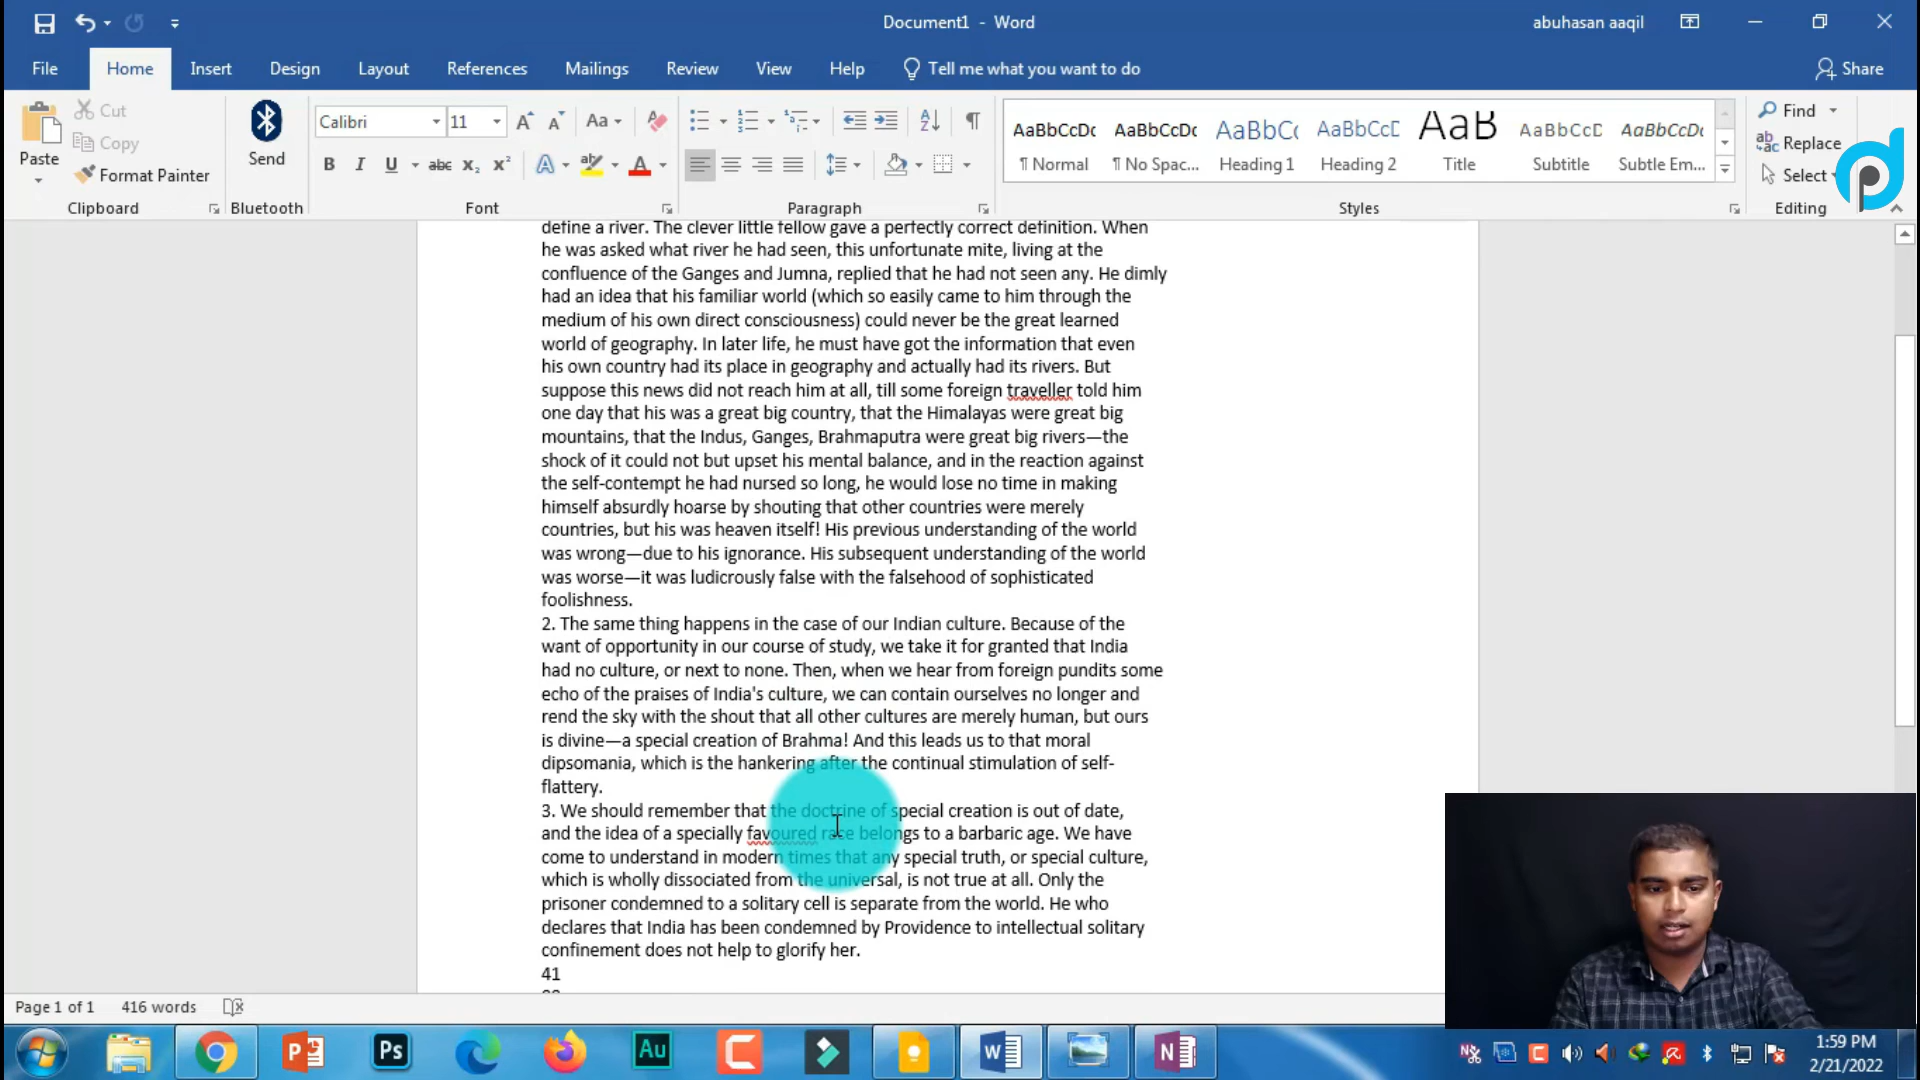 Document1 - Word
abuhasan aaqil
File
Home
Insert
Design
Layout
References
Mailings
Review
View
Help
Tell me what you want to do
Share
Paste
Cut
Copy
Format Painter
Clipboard
Send
Bluetooth
Calibri
11
Aa
B I U abc x₂ x²
A
A
Font
Paragraph
AaBbCcDc
¶ Normal
AaBbCcDc
¶ No Spac...
AaBbCc
Heading 1
AaBbCcD
Heading 2
AaB
Title
AaBbCcD
Subtitle
AaBbCcDc
Subtle Em...
Styles
Find
Replace
Select
Editing
define a river. The clever little fellow gave a perfectly correct definition. When
he was asked what river he had seen, this unfortunate mite, living at the
confluence of the Ganges and Jumna, replied that he had not seen any. He dimly
had an idea that his familiar world (which so easily came to him through the
medium of his own direct consciousness) could never be the great learned
world of geography. In later life, he must have got the information that even
his own country had its place in geography and actually had its rivers. But
suppose this news did not reach him at all, till some foreign traveller told him
one day that his was a great big country, that the Himalayas were great big
mountains, that the Indus, Ganges, Brahmaputra were great big rivers—the
shock of it could not but upset his mental balance, and in the reaction against
the self-contempt he had nursed so long, he would lose no time in making
himself absurdly hoarse by shouting that other countries were merely
countries, but his was heaven itself! His previous understanding of the world
was wrong—due to his ignorance. His subsequent understanding of the world
was worse—it was ludicrously false with the falsehood of sophisticated
foolishness.
2. The same thing happens in the case of our Indian culture. Because of the
want of opportunity in our course of study, we take it for granted that India
had no culture, or next to none. Then, when we hear from foreign pundits some
echo of the praises of India's culture, we can contain ourselves no longer and
rend the sky with the shout that all other cultures are merely human, but ours
is divine—a special creation of Brahma! And this leads us to that moral
dipsomania, which is the hankering after the continual stimulation of self-
flattery.
3. We should remember that the doctrine of special creation is out of date,
and the idea of a specially favoured race belongs to a barbaric age. We have
come to understand in modern times that any special truth, or special culture,
which is wholly dissociated from the universal, is not true at all. Only the
prisoner condemned to a solitary cell is separate from the world. He who
declares that India has been condemned by Providence to intellectual solitary
confinement does not help to glorify her.
41
Page 1 of 1
416 words
Ps
Au
1:59 PM
2/21/2022